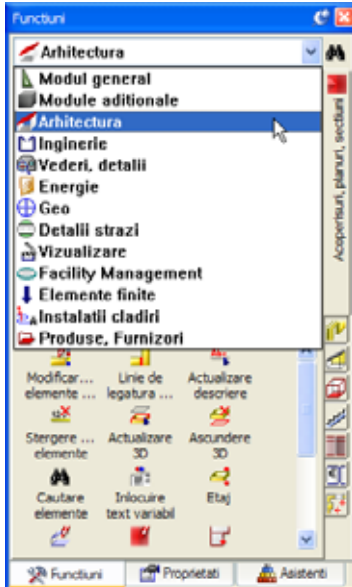 Functiuni
Arhitectura
Modul general
Module aditionale
Arhitectura
Inginerie
Vederi, detalii
Energie
Geo
Detalii strazi
Vizualizare
Facility Management
Elemente finite
Instalatii cladiri
Produse, Furnizori
Acoperisuri, planuri, sectiuni
Modificar... Linie de Actualizare
elemente ... legatura ... descriere
Stergere ... Actualizare Ascundere
elemente 3D 3D
Cautare Inlocuire Etaj
elemente text variabil
Functiuni Proprietati Asistenti